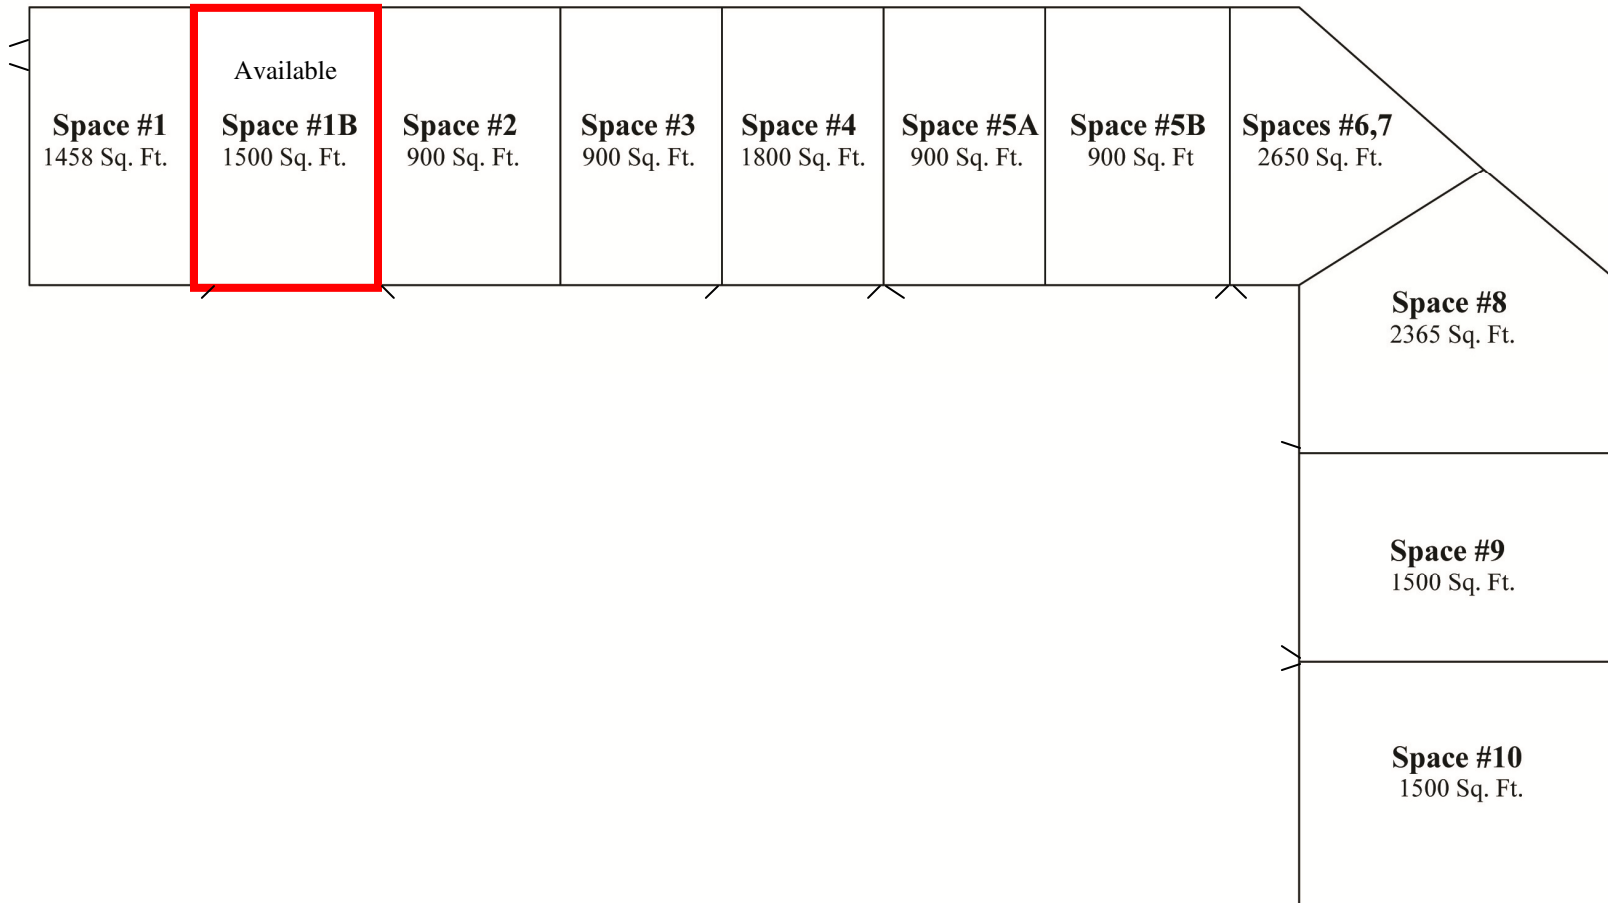 Available
Space #1
1458 Sq. Ft.
Space #1B
1500 Sq. Ft.
Space #2
900 Sq. Ft.
Space #3
900 Sq. Ft.
Space #4
1800 Sq. Ft.
Space #5A
900 Sq. Ft.
Space #5B
900 Sq. Ft
Spaces #6,7
2650 Sq. Ft.
Space #8
2365 Sq. Ft.
Space #9
1500 Sq. Ft.
Space #10
1500 Sq. Ft.